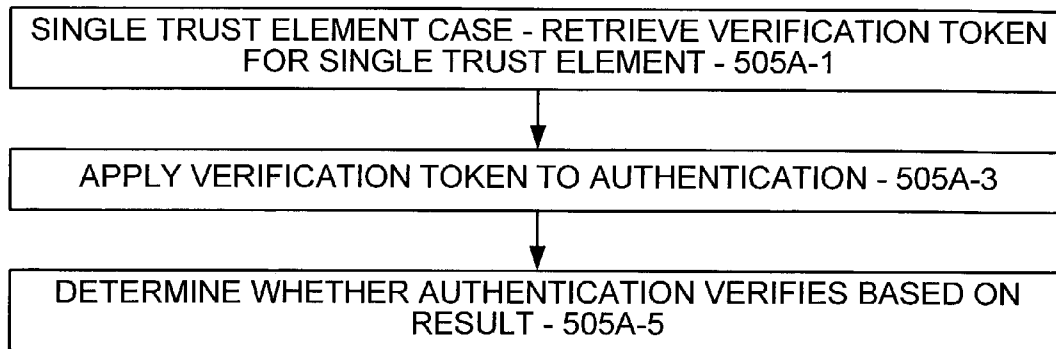 SINGLE TRUST ELEMENT CASE - RETRIEVE VERIFICATION TOKEN
FOR SINGLE TRUST ELEMENT - 505A-1
APPLY VERIFICATION TOKEN TO AUTHENTICATION - 505A-3
DETERMINE WHETHER AUTHENTICATION VERIFIES BASED ON
RESULT - 505A-5